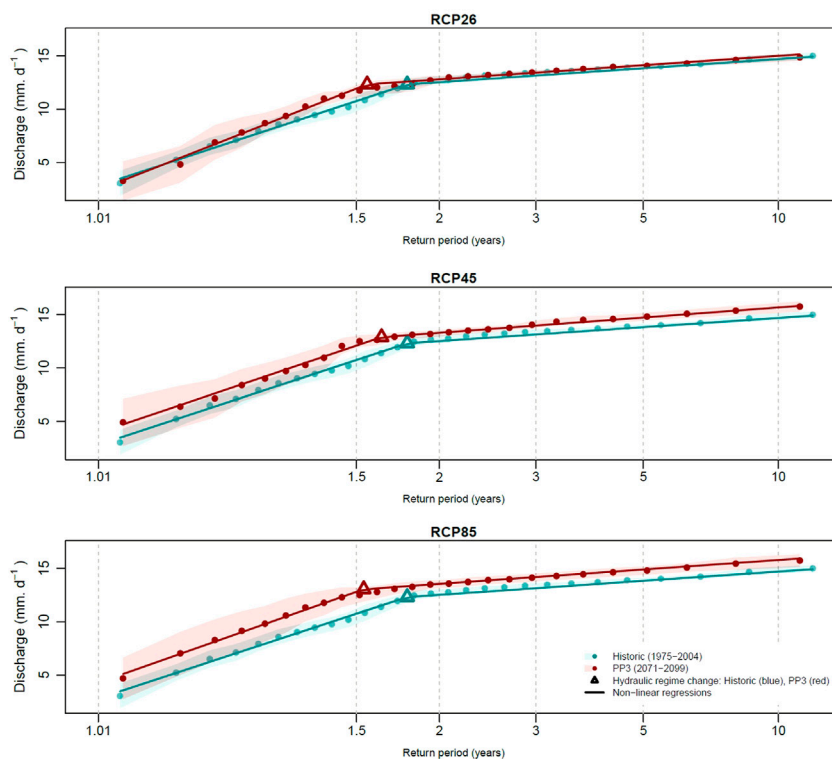 RCP26
Discharge (mm. d⁻¹)
15
10
5
1.01
1.5
2
3
5
10
Return period (years)
RCP45
Discharge (mm. d⁻¹)
15
10
5
1.01
1.5
2
3
5
10
Return period (years)
RCP85
Discharge (mm. d⁻¹)
15
10
5
Historic (1975−2004)
PP3 (2071−2099)
Hydraulic regime change: Historic (blue), PP3 (red)
Non−linear regressions
1.01
1.5
2
3
5
10
Return period (years)